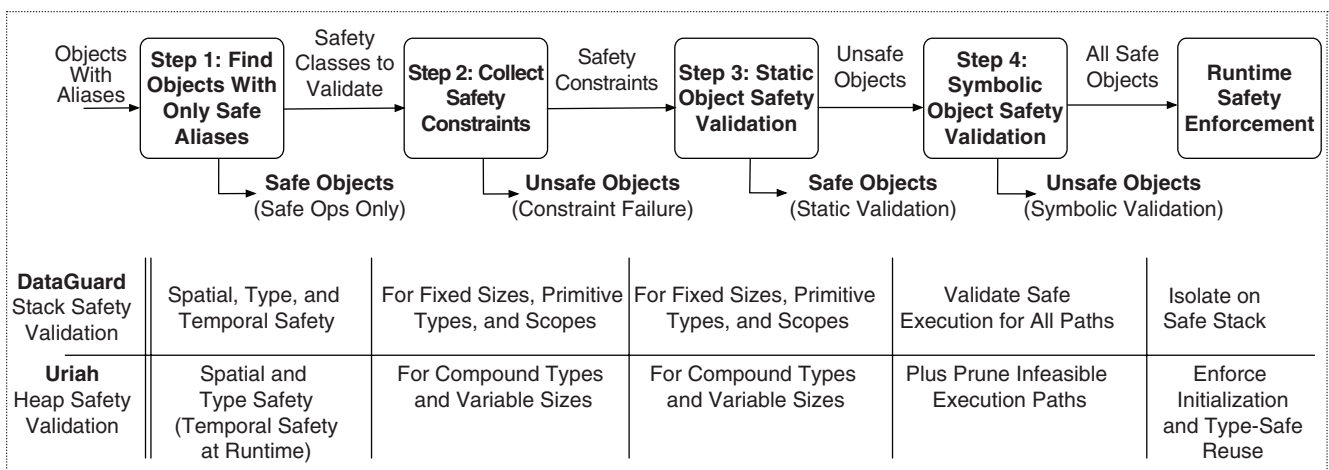 Objects
With
Aliases
Step 1: Find
Objects With
Only Safe
Aliases
Safety
Classes to
Validate
Step 2: Collect
Safety
Constraints
Safety
Constraints
Step 3: Static
Object Safety
Validation
Unsafe
Objects
Step 4:
Symbolic
Object Safety
Validation
All Safe
Objects
Runtime
Safety
Enforcement
Safe Objects
(Safe Ops Only)
Unsafe Objects
(Constraint Failure)
Safe Objects
(Static Validation)
Unsafe Objects
(Symbolic Validation)
DataGuard
Stack Safety
Validation
Spatial, Type, and
Temporal Safety
For Fixed Sizes, Primitive
Types, and Scopes
For Fixed Sizes, Primitive
Types, and Scopes
Validate Safe
Execution for All Paths
Isolate on
Safe Stack
Uriah
Heap Safety
Validation
Spatial and
Type Safety
(Temporal Safety
at Runtime)
For Compound Types
and Variable Sizes
For Compound Types
and Variable Sizes
Plus Prune Infeasible
Execution Paths
Enforce
Initialization
and Type-Safe
Reuse